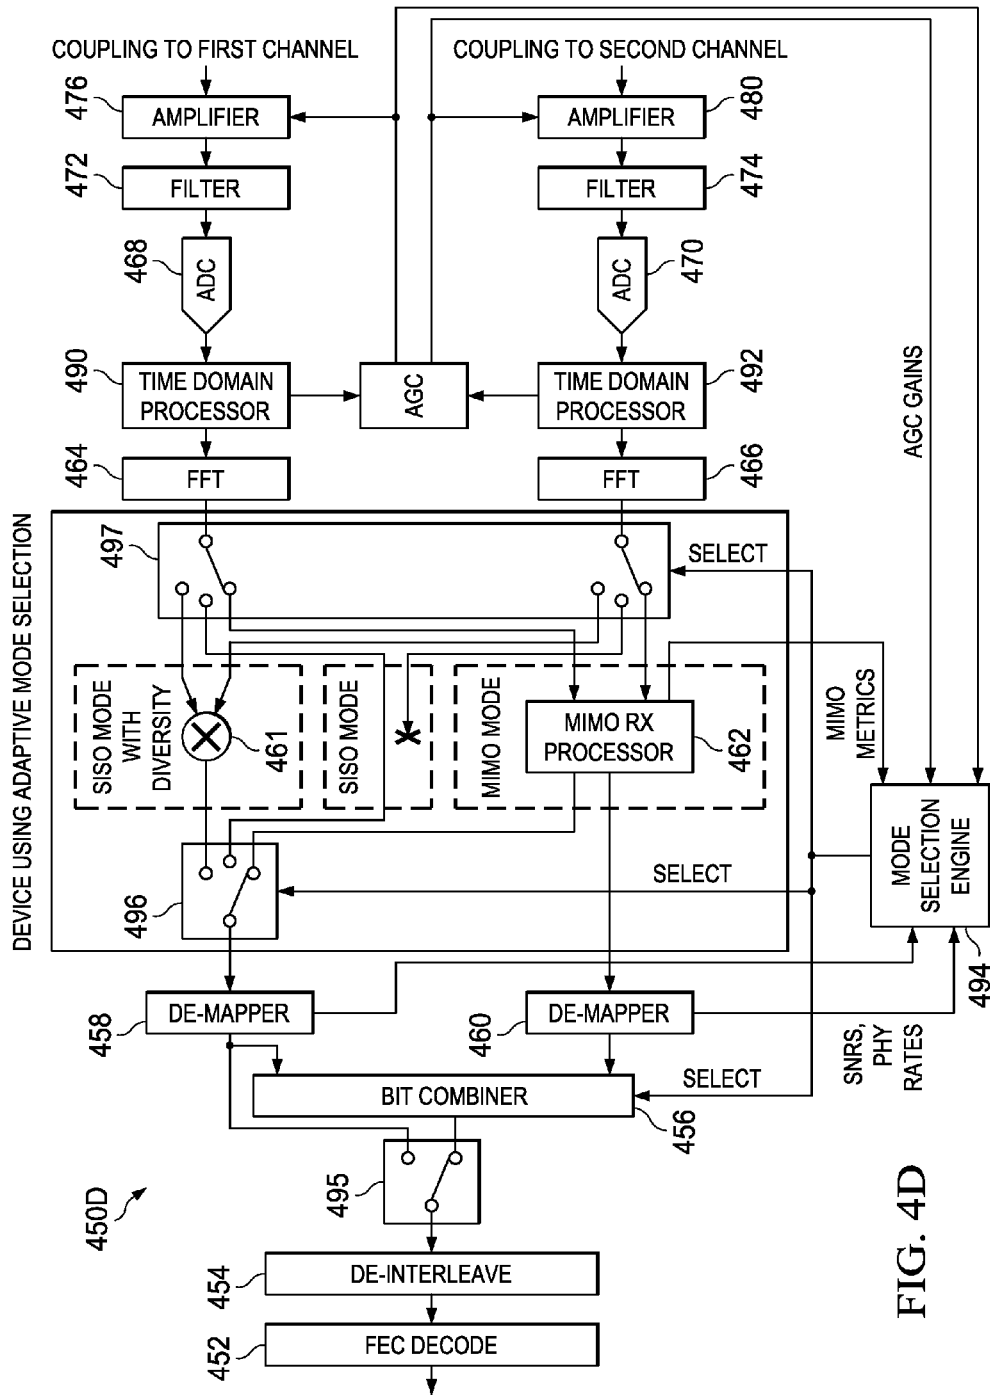 COUPLING TO FIRST CHANNEL
COUPLING TO SECOND CHANNEL
476
AMPLIFIER
AMPLIFIER
480
472
FILTER
FILTER
474
468
ADC
ADC
470
490
TIME DOMAIN
PROCESSOR
AGC
TIME DOMAIN
PROCESSOR
492
464
FFT
FFT
466
AGC GAINS
DEVICE USING ADAPTIVE MODE SELECTION
497
SELECT
SISO MODE
WITH
DIVERSITY
461
SISO MODE
MIMO MODE
MIMO RX
PROCESSOR
462
MIMO
METRICS
496
SELECT
MODE
SELECTION
ENGINE
494
458
DE-MAPPER
460
DE-MAPPER
SNRS,
PHY
RATES
BIT COMBINER
SELECT
456
495
450D
454
DE-INTERLEAVE
452
FEC DECODE
FIG. 4D